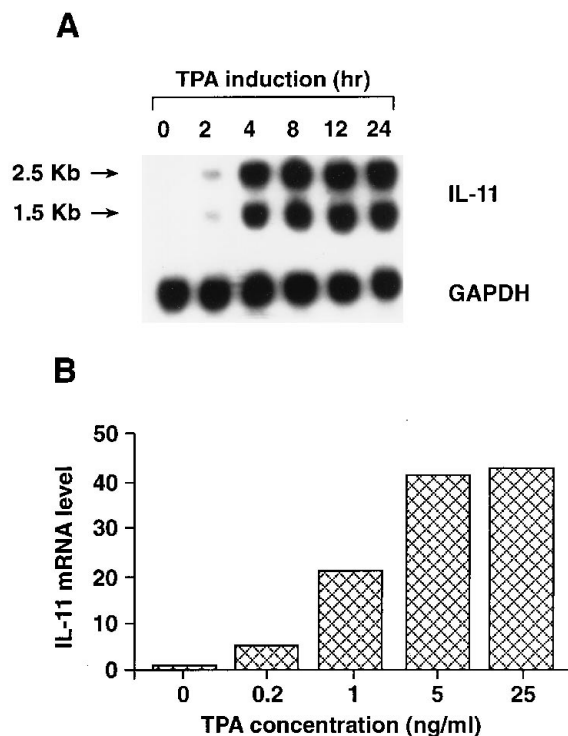 A
TPA induction (hr)
0 2 4 8 12 24
2.5 Kb →
1.5 Kb →
IL-11
GAPDH
B
IL-11 mRNA level
50
40
30
20
10
0
0 0.2 1 5 25
TPA concentration (ng/ml)